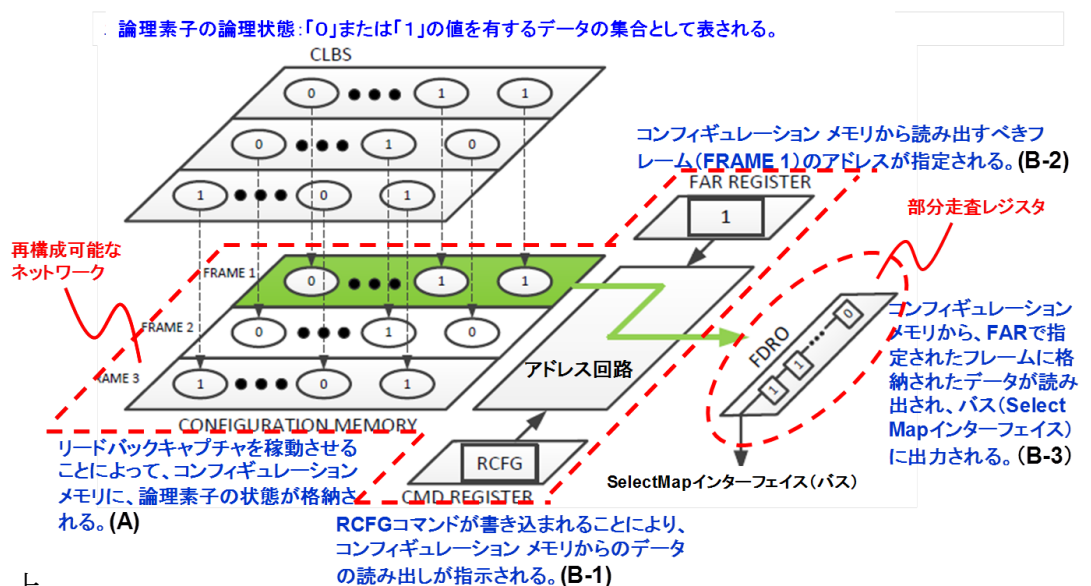 論理素子の論理状態:「0」または「1」の値を有するデータの集合として表される。
CLBS
0 ●●● 1 1
0 ●●● 1 0
1 ●●● 0 1
コンフィギュレーション メモリから読み出すべきフ
レーム(FRAME 1)のアドレスが指定される。(B-2)
FAR REGISTER
1
部分走査レジスタ
再構成可能な
ネットワーク
FRAME 1
0 ●●● 1 1
FRAME 2
0 ●●● 1 0
RAME 3
1 ●●● 0 1
CONFIGURATION MEMORY
アドレス回路
FDRO
1 1 0
コンフィギュレーション
メモリから、FARで指
定されたフレームに格
納されたデータが読み
出され、バス(Select
Mapインターフェイス)
に出力される。(B-3)
リードバックキャプチャを稼動させる
ことによって、コンフィギュレーション
メモリに、論理素子の状態が格納さ
れる。(A)
RCFG
CMD REGISTER
SelectMapインターフェイス(バス)
RCFGコマンドが書き込まれることにより、
コンフィギュレーション メモリからのデータ
の読み出しが指示される。(B-1)